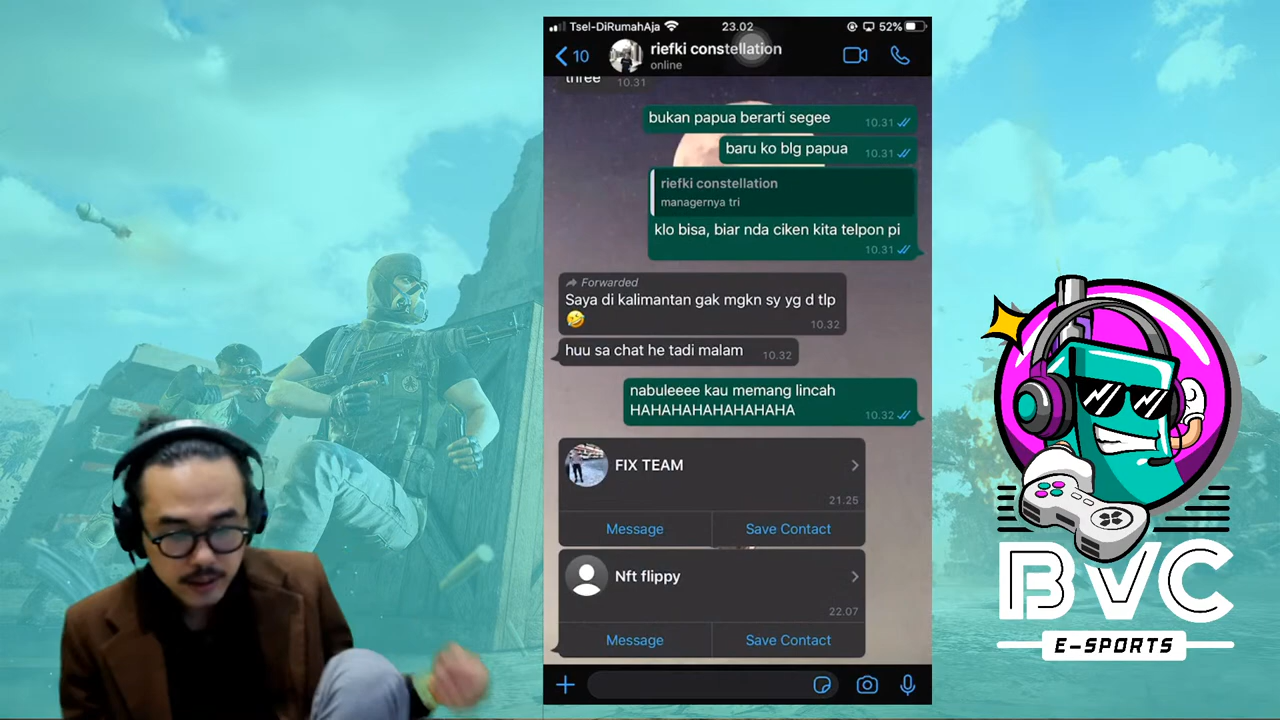 Tsel-DiRumahAja
23.02
52%
10
riefki constellation
online
three
10.31
bukan papua berarti segee
10.31
baru ko blg papua
10.31
riefki constellation
managernya tri
klo bisa, biar nda ciken kita telpon pi
10.31
Forwarded
Saya di kalimantan gak mgkn sy yg d tlp
🤣
10.32
huu sa chat he tadi malam
10.32
nabuleeee kau memang lincah
HAHAHAHAHAHAHAHA
10.32
FIX TEAM
21.25
Message
Save Contact
Nft flippy
22.07
Message
Save Contact
BVC
E-SPORTS